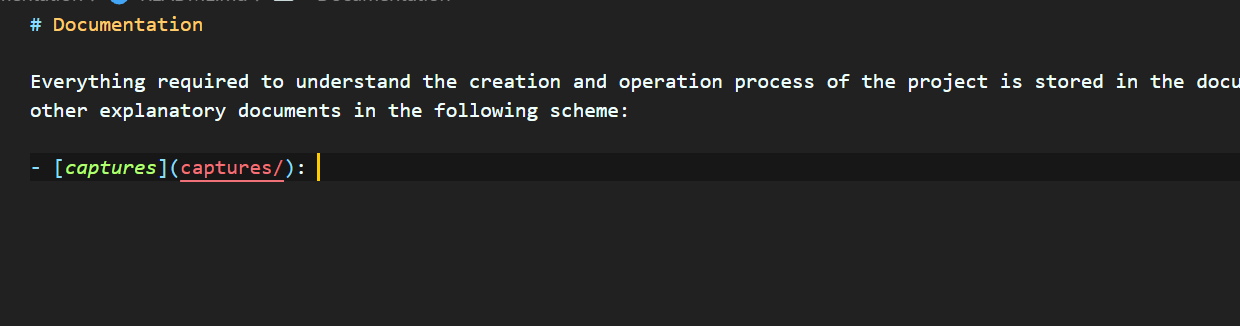 # Documentation
Everything required to understand the creation and operation process of the project is stored in the docu
other explanatory documents in the following scheme:
- [captures](captures/):